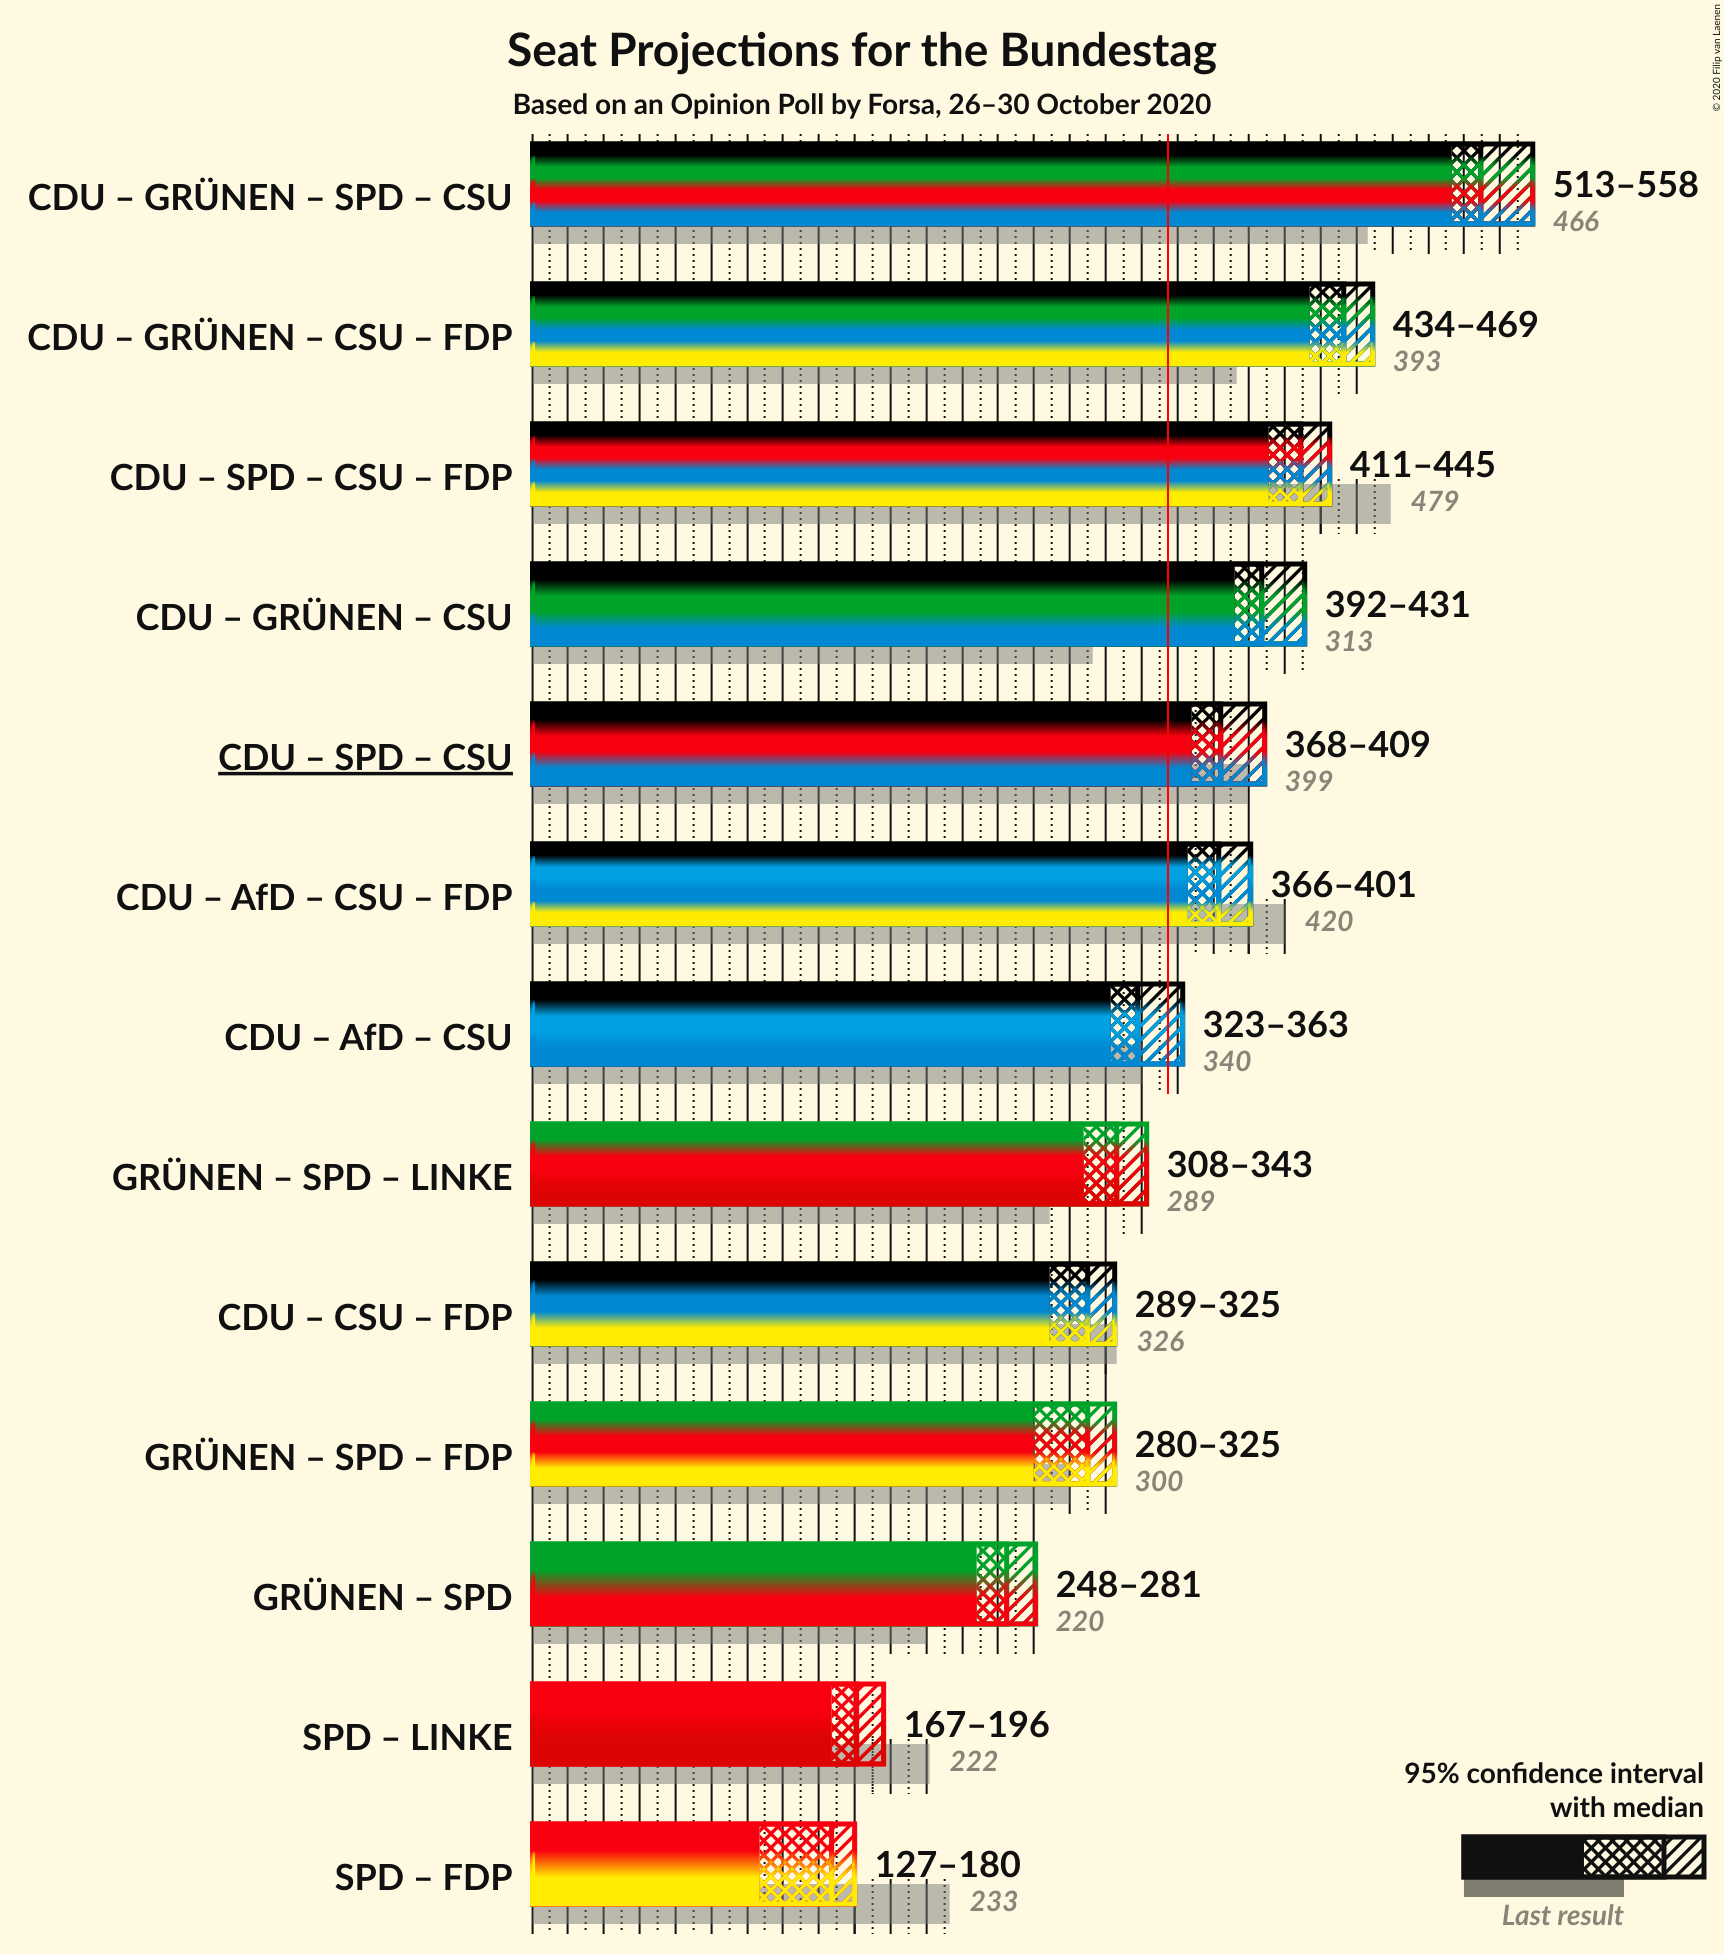 Seat Projections for the Bundestag
Based on an Opinion Poll by Forsa, 26–30 October 2020
© 2020 Filip van Laenen
CDU – GRÜNEN – SPD – CSU
513–558
466
CDU – GRÜNEN – CSU – FDP
434–469
393
CDU – SPD – CSU – FDP
411–445
479
CDU – GRÜNEN – CSU
392–431
313
CDU – SPD – CSU
368–409
399
CDU – AfD – CSU – FDP
366–401
420
CDU – AfD – CSU
323–363
340
GRÜNEN – SPD – LINKE
308–343
289
CDU – CSU – FDP
289–325
326
GRÜNEN – SPD – FDP
280–325
300
GRÜNEN – SPD
248–281
220
SPD – LINKE
167–196
222
SPD – FDP
127–180
233
95% confidence interval
with median
Last result